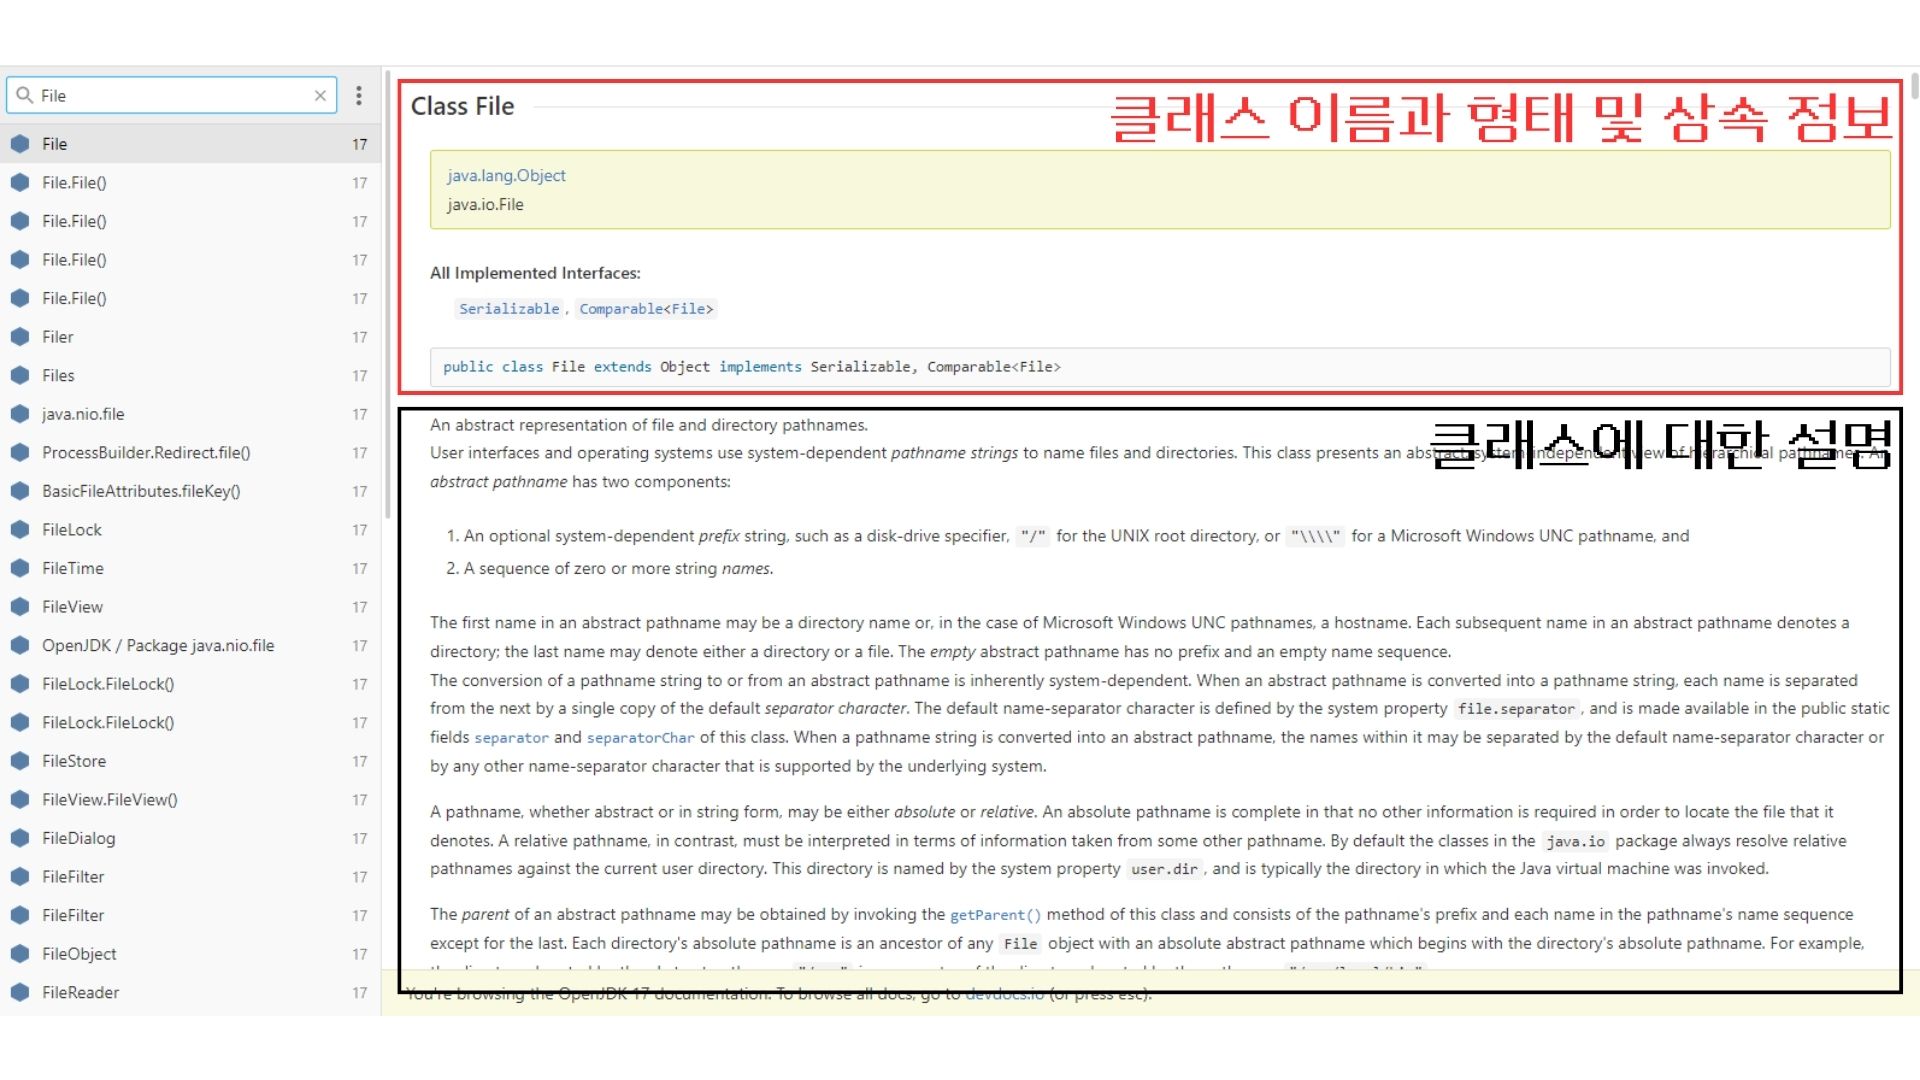 File
File 17
File.File() 17
File.File() 17
File.File() 17
File.File() 17
Filer 17
Files 17
java.nio.file 17
ProcessBuilder.Redirect.file() 17
BasicFileAttributes.fileKey() 17
FileLock 17
FileTime 17
FileView 17
OpenJDK / Package java.nio.file 17
FileLock.FileLock() 17
FileLock.FileLock() 17
FileStore 17
FileView.FileView() 17
FileDialog 17
FileFilter 17
FileFilter 17
FileObject 17
FileReader 17
Class File
클래스 이름과 형태 및 상속 정보
java.lang.Object
java.io.File
All Implemented Interfaces:
Serializable, Comparable<File>
public class File extends Object implements Serializable, Comparable<File>
클래스에 대한 설명
An abstract representation of file and directory pathnames.
User interfaces and operating systems use system-dependent pathname strings to name files and directories. This class presents an abstract, system-independent view of hierarchical pathnames. An
abstract pathname has two components:
1. An optional system-dependent prefix string, such as a disk-drive specifier, "/" for the UNIX root directory, or "\\\\" for a Microsoft Windows UNC pathname, and
2. A sequence of zero or more string names.
The first name in an abstract pathname may be a directory name or, in the case of Microsoft Windows UNC pathnames, a hostname. Each subsequent name in an abstract pathname denotes a
directory; the last name may denote either a directory or a file. The empty abstract pathname has no prefix and an empty name sequence.
The conversion of a pathname string to or from an abstract pathname is inherently system-dependent. When an abstract pathname is converted into a pathname string, each name is separated
from the next by a single copy of the default separator character. The default name-separator character is defined by the system property file.separator, and is made available in the public static
fields separator and separatorChar of this class. When a pathname string is converted into an abstract pathname, the names within it may be separated by the default name-separator character or
by any other name-separator character that is supported by the underlying system.
A pathname, whether abstract or in string form, may be either absolute or relative. An absolute pathname is complete in that no other information is required in order to locate the file that it
denotes. A relative pathname, in contrast, must be interpreted in terms of information taken from some other pathname. By default the classes in the java.io package always resolve relative
pathnames against the current user directory. This directory is named by the system property user.dir, and is typically the directory in which the Java virtual machine was invoked.
The parent of an abstract pathname may be obtained by invoking the getParent() method of this class and consists of the pathname's prefix and each name in the pathname's name sequence
except for the last. Each directory's absolute pathname is an ancestor of any File object with an absolute abstract pathname which begins with the directory's absolute pathname. For example,
You're browsing the OpenJDK 17 documentation. To browse all docs, go to devdocs.io (or press esc).